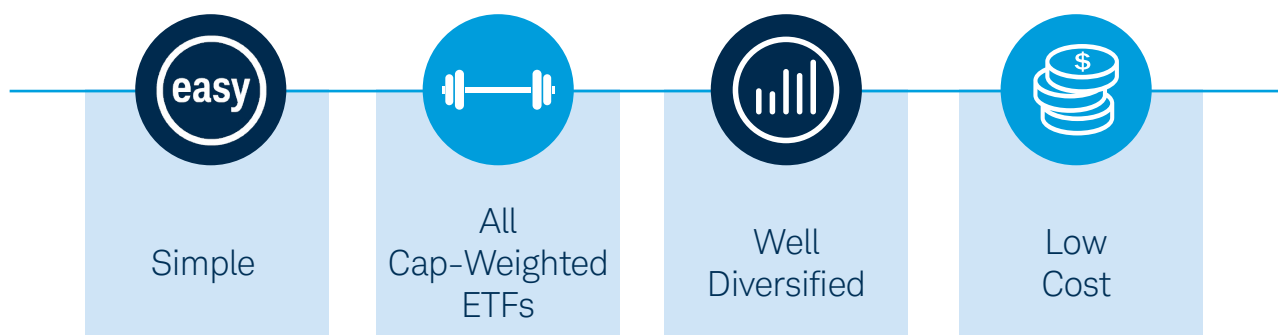 easy
$
Simple
All
Cap-Weighted
ETFs
Well
Diversified
Low
Cost